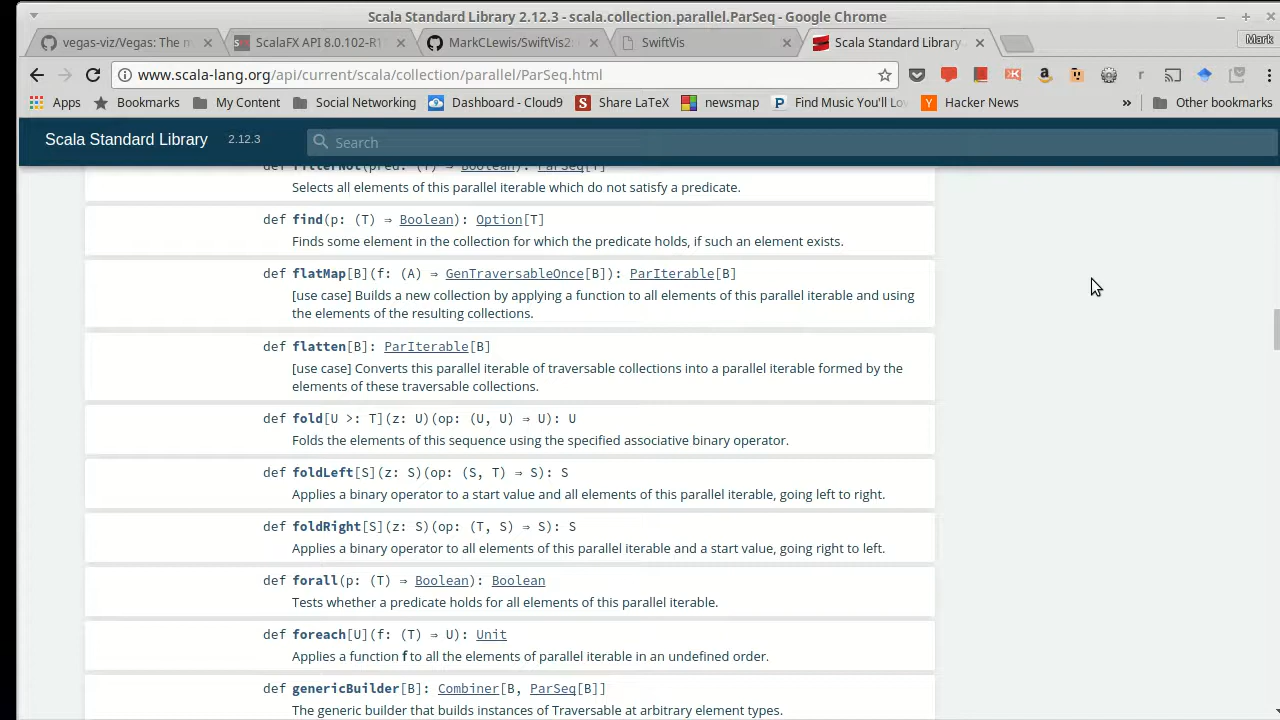 Scala Standard Library 2.12.3 - scala.collection.parallel.ParSeq - Google Chrome
vegas-viz/Vegas: The m
ScalaFX API 8.0.102-R1
MarkCLewis/SwiftVis2:
SwiftVis
Scala Standard Library
Mark
www.scala-lang.org/api/current/scala/collection/parallel/ParSeq.html
Apps
Bookmarks
My Content
Social Networking
Dashboard - Cloud9
Share LaTeX
newsmap
Find Music You'll Lo
Hacker News
»
Other bookmarks
Scala Standard Library 2.12.3
Search
def filterNot(pred: (T) ⇒ Boolean): ParSeq[T]
Selects all elements of this parallel iterable which do not satisfy a predicate.
def find(p: (T) ⇒ Boolean): Option[T]
Finds some element in the collection for which the predicate holds, if such an element exists.
def flatMap[B](f: (A) ⇒ GenTraversableOnce[B]): ParIterable[B]
[use case] Builds a new collection by applying a function to all elements of this parallel iterable and using
the elements of the resulting collections.
def flatten[B]: ParIterable[B]
[use case] Converts this parallel iterable of traversable collections into a parallel iterable formed by the
elements of these traversable collections.
def fold[U >: T](z: U)(op: (U, U) ⇒ U): U
Folds the elements of this sequence using the specified associative binary operator.
def foldLeft[S](z: S)(op: (S, T) ⇒ S): S
Applies a binary operator to a start value and all elements of this parallel iterable, going left to right.
def foldRight[S](z: S)(op: (T, S) ⇒ S): S
Applies a binary operator to all elements of this parallel iterable and a start value, going right to left.
def forall(p: (T) ⇒ Boolean): Boolean
Tests whether a predicate holds for all elements of this parallel iterable.
def foreach[U](f: (T) ⇒ U): Unit
Applies a function f to all the elements of parallel iterable in an undefined order.
def genericBuilder[B]: Combiner[B, ParSeq[B]]
The generic builder that builds instances of Traversable at arbitrary element types.